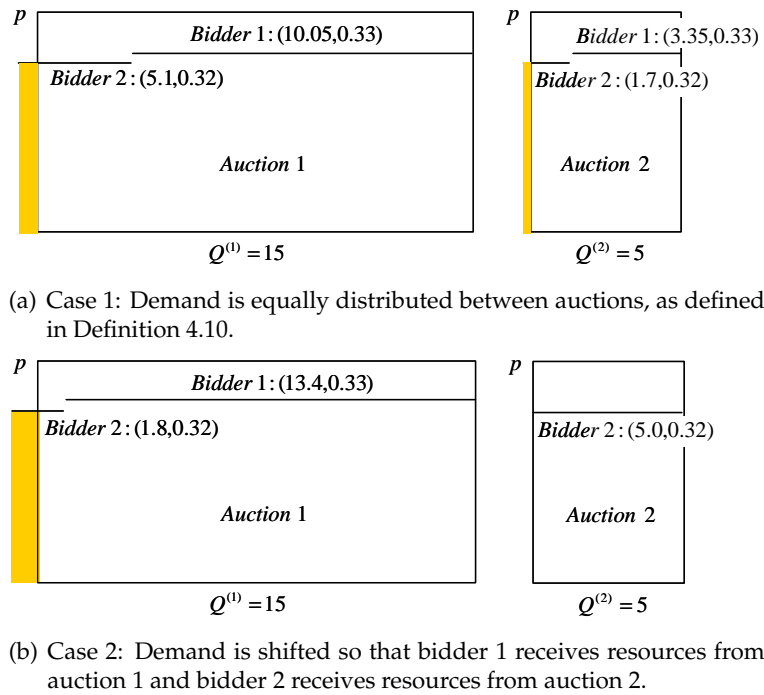 p
Bidder 1: (10.05,0.33)
Bidder 2: (5.1,0.32)
Auction 1
Q(1) = 15
p
Bidder 1: (3.35,0.33)
Bidder 2: (1.7,0.32)
Auction 2
Q(2) = 5
(a) Case 1: Demand is equally distributed between auctions, as defined
in Definition 4.10.
p
Bidder 1: (13.4,0.33)
Bidder 2: (1.8,0.32)
Auction 1
Q(1) = 15
p
Bidder 2: (5.0,0.32)
Auction 2
Q(2) = 5
(b) Case 2: Demand is shifted so that bidder 1 receives resources from
auction 1 and bidder 2 receives resources from auction 2.